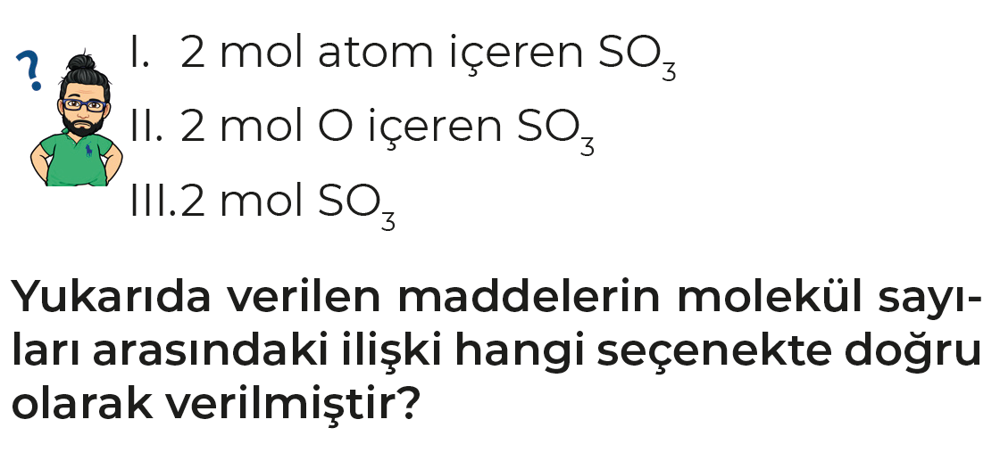 ?
I. 2 mol atom içeren SO₃
II. 2 mol O içeren SO₃
III.2 mol SO₃
Yukarıda verilen maddelerin molekül sayı-
ları arasındaki ilişki hangi seçenekte doğru
olarak verilmiştir?